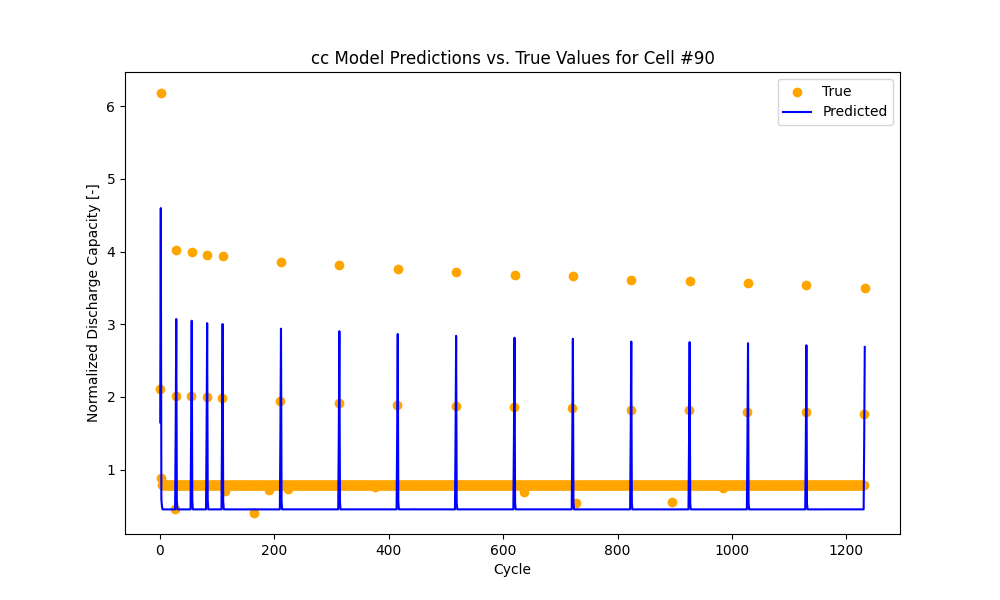 cc Model Predictions vs. True Values for Cell #90
True
Predicted
Normalized Discharge Capacity [-]
6
5
4
3
2
1
0 200 400 600 800 1000 1200
Cycle